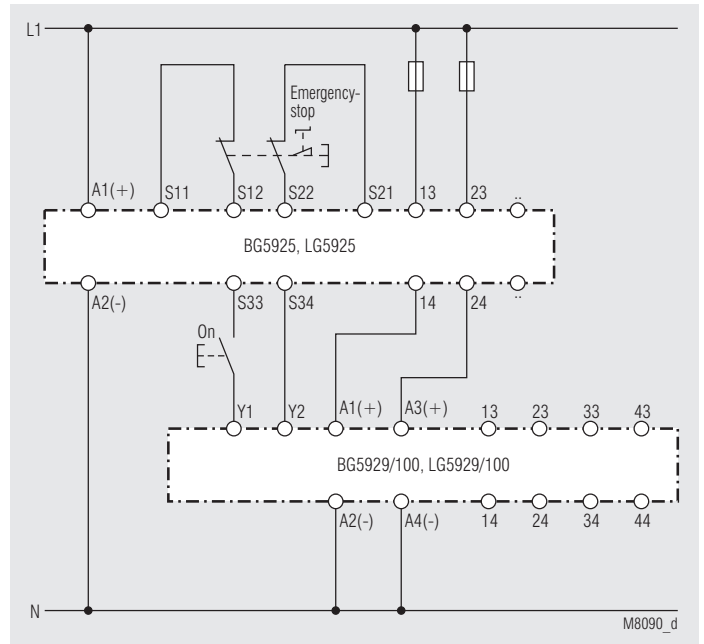 L1
Emergency-
stop
A1(+) S11 S12 S22 S21 13 23 ..
BG5925, LG5925
A2(-) S33 S34 14 24 ..
On
Y1 Y2 A1(+) A3(+) 13 23 33 43
BG5929/100, LG5929/100
A2(-) A4(-) 14 24 34 44
N
M8090_d